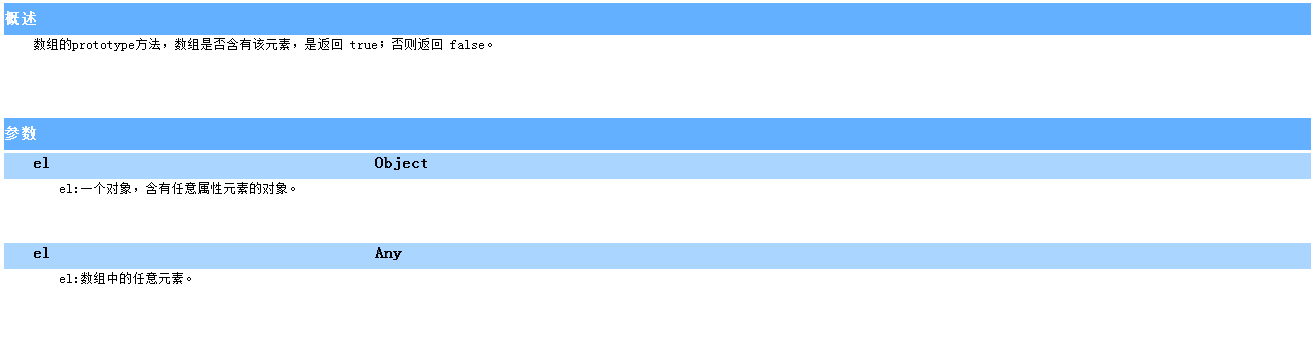 概述
数组的prototype方法，数组是否含有该元素，是返回 true；否则返回 false。
参数
el Object
el:一个对象，含有任意属性元素的对象。
el Any
el:数组中的任意元素。